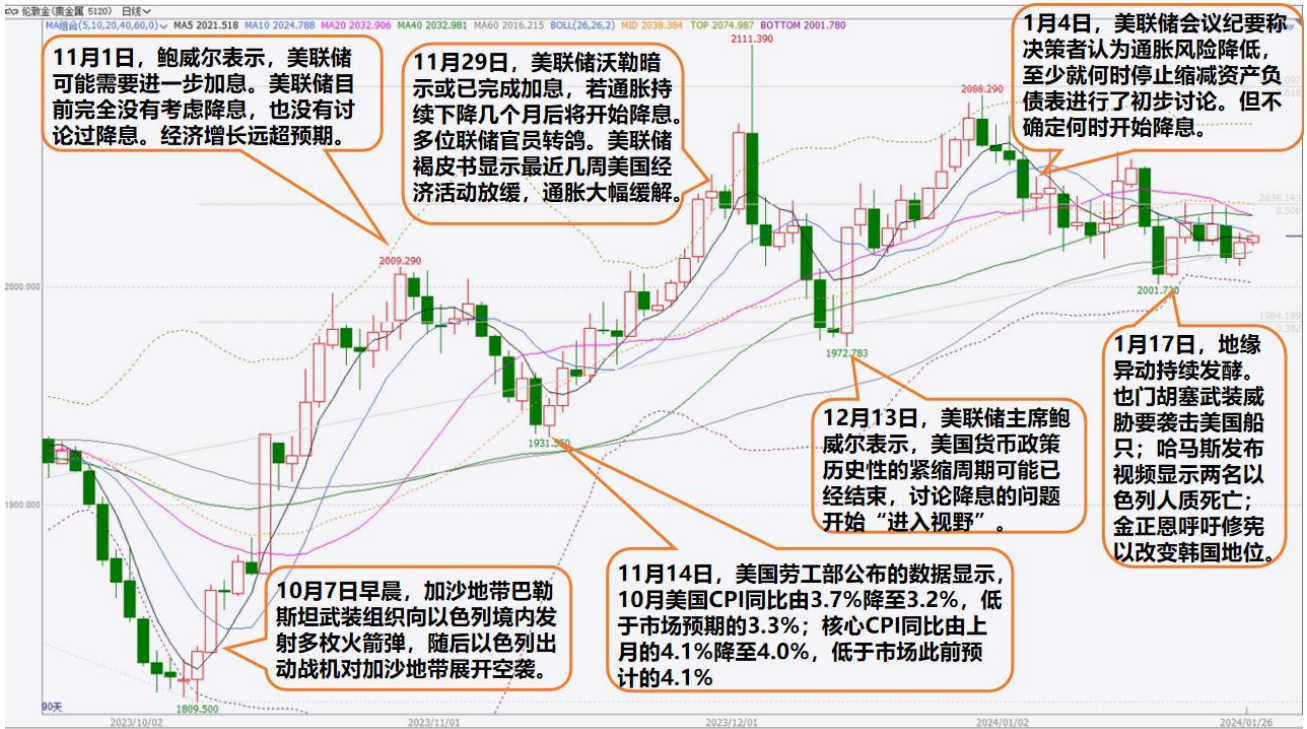 伦敦金(贵金属 5120) 日线
MA组合(5,10,20,40,60,0) MA5 2021.518 MA10 2024.788 MA20 2032.906 MA40 2032.981 MA60 2016.215 BOLL(26,26,2) MID 2038.384 TOP 2074.987 BOTTOM 2001.780
11月1日，鲍威尔表示，美联储
可能需要进一步加息。美联储目
前完全没有考虑降息，也没有讨
论过降息。经济增长远超预期。
11月29日，美联储沃勒暗
示或已完成加息，若通胀持
续下降几个月后将开始降息。
多位联储官员转鸽。美联储
褐皮书显示最近几周美国经
济活动放缓，通胀大幅缓解。
1月4日，美联储会议纪要称
决策者认为通胀风险降低，
至少就何时停止缩减资产负
债表进行了初步讨论。但不
确定何时开始降息。
2111.390
2088.290
2009.290
2038.143
0.500
2000.000
2001.720
1984.189
0.382
1972.783
1931.550
1900.000
1月17日，地缘
异动持续发酵。
也门胡塞武装威
胁要袭击美国船
只；哈马斯发布
视频显示两名以
色列人质死亡；
金正恩呼吁修宪
以改变韩国地位。
12月13日，美联储主席鲍
威尔表示，美国货币政策
历史性的紧缩周期可能已
经结束，讨论降息的问题
开始“进入视野”。
10月7日早晨，加沙地带巴勒
斯坦武装组织向以色列境内发
射多枚火箭弹，随后以色列出
动战机对加沙地带展开空袭。
11月14日，美国劳工部公布的数据显示，
10月美国CPI同比由3.7%降至3.2%，低
于市场预期的3.3%；核心CPI同比由上
月的4.1%降至4.0%，低于市场此前预
计的4.1%
90天
1809.500
2023/10/02
2023/11/01
2023/12/01
2024/01/02
2024/01/26